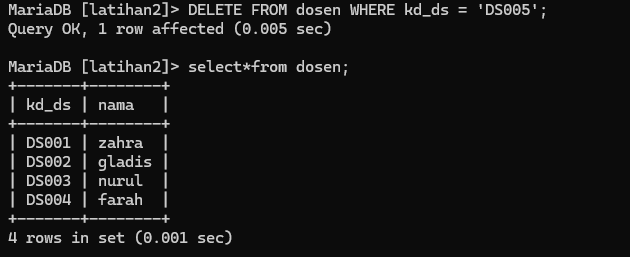 MariaDB [latihan2]> DELETE FROM dosen WHERE kd_ds = 'DS005';
Query OK, 1 row affected (0.005 sec)
MariaDB [latihan2]> select*from dosen;
+-------+--------+
| kd_ds | nama   |
+-------+--------+
| DS001 | zahra  |
| DS002 | gladis |
| DS003 | nurul  |
| DS004 | farah  |
+-------+--------+
4 rows in set (0.001 sec)